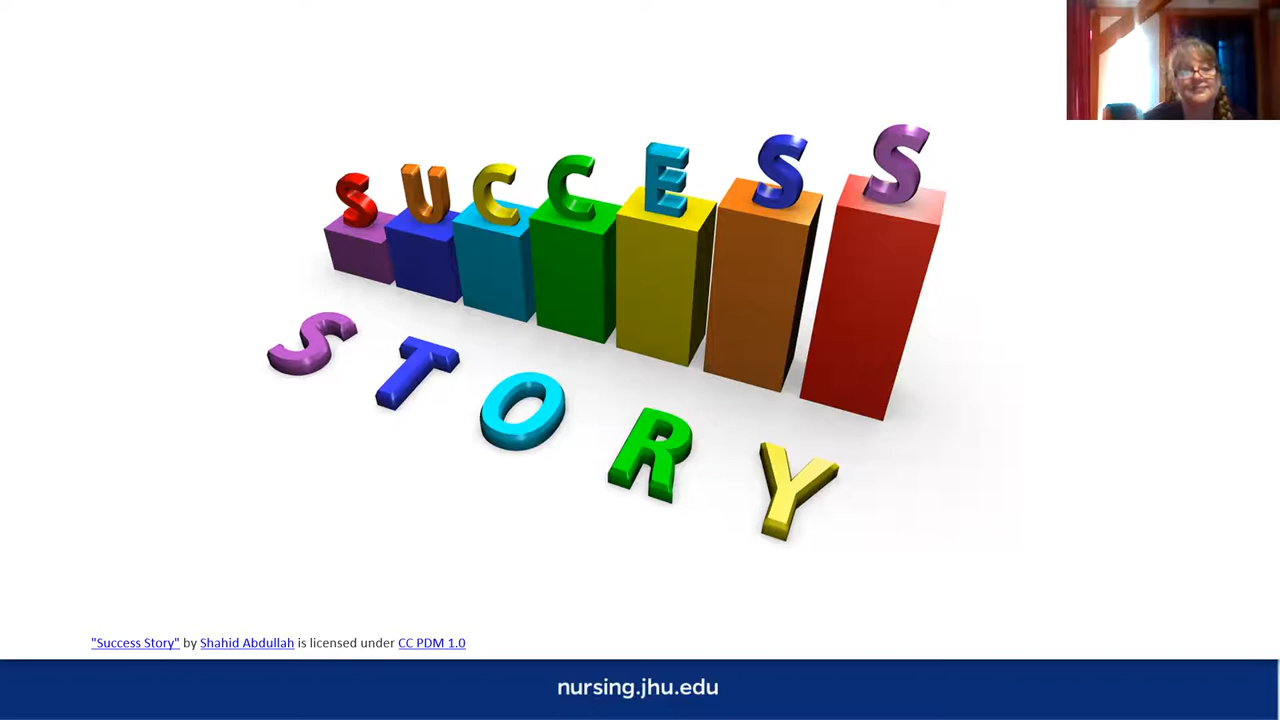 SUCCESS
STORY
"Success Story" by Shahid Abdullah is licensed under CC PDM 1.0
nursing.jhu.edu